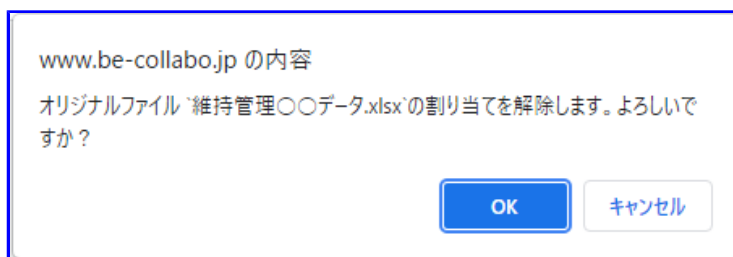 www.be-collabo.jp の内容
オリジナルファイル `維持管理〇〇データ.xlsx`の割り当てを解除します。よろしいで
すか？
OK
キャンセル